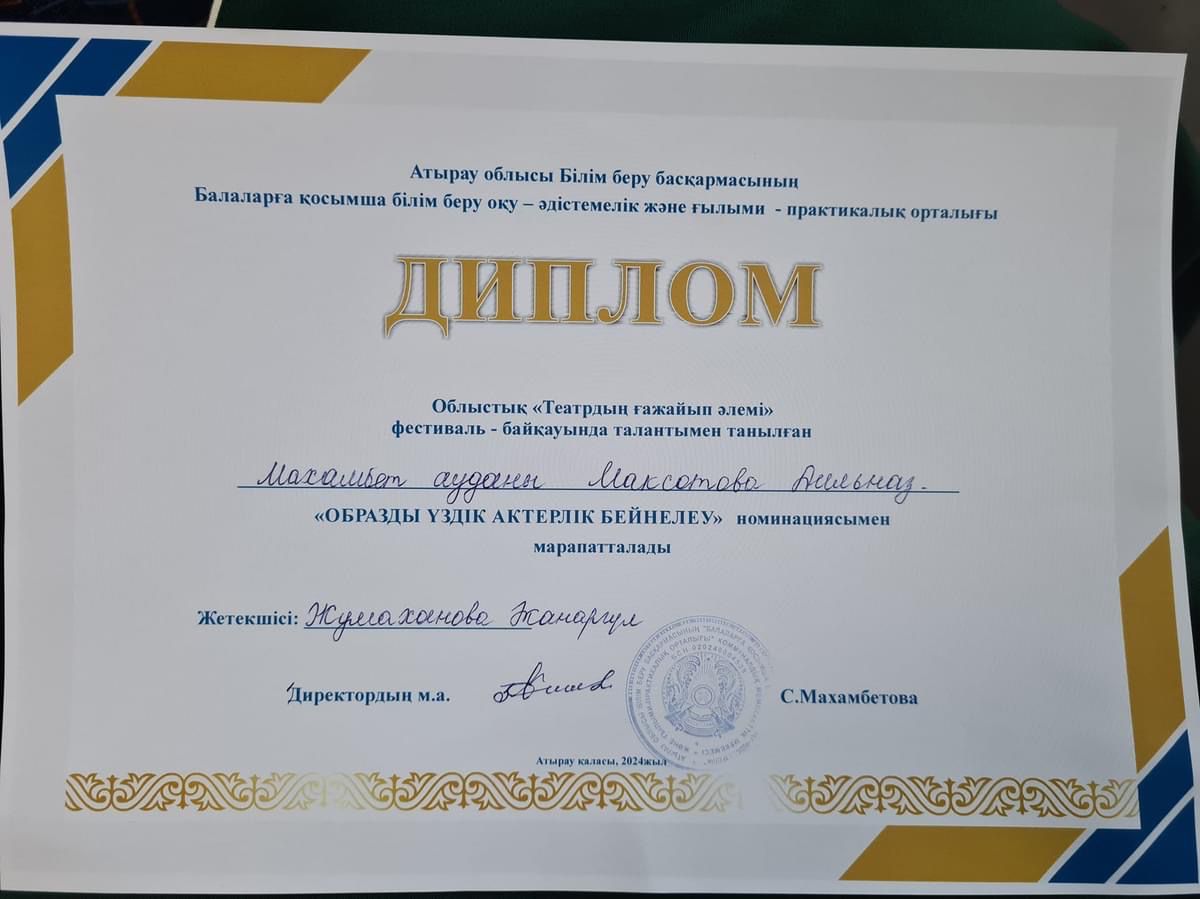 Атырау облысы Білім беру басқармасының
Балаларға қосымша білім беру оқу – әдістемелік және ғылыми - практикалық орталығы
ДИПЛОМ
Облыстық «Театрдың ғажайып әлемі»
фестиваль - байқауында талантымен танылған
Махамбет ауданы Максотова Дильназ.
«ОБРАЗДЫ ҮЗДІК АКТЕРЛІК БЕЙНЕЛЕУ» номинациясымен
марапатталады
Жетекшісі: Жумаханова Жанаргул
Директордың м.а. С.Махамбетова
Атырау қаласы, 2024жыл